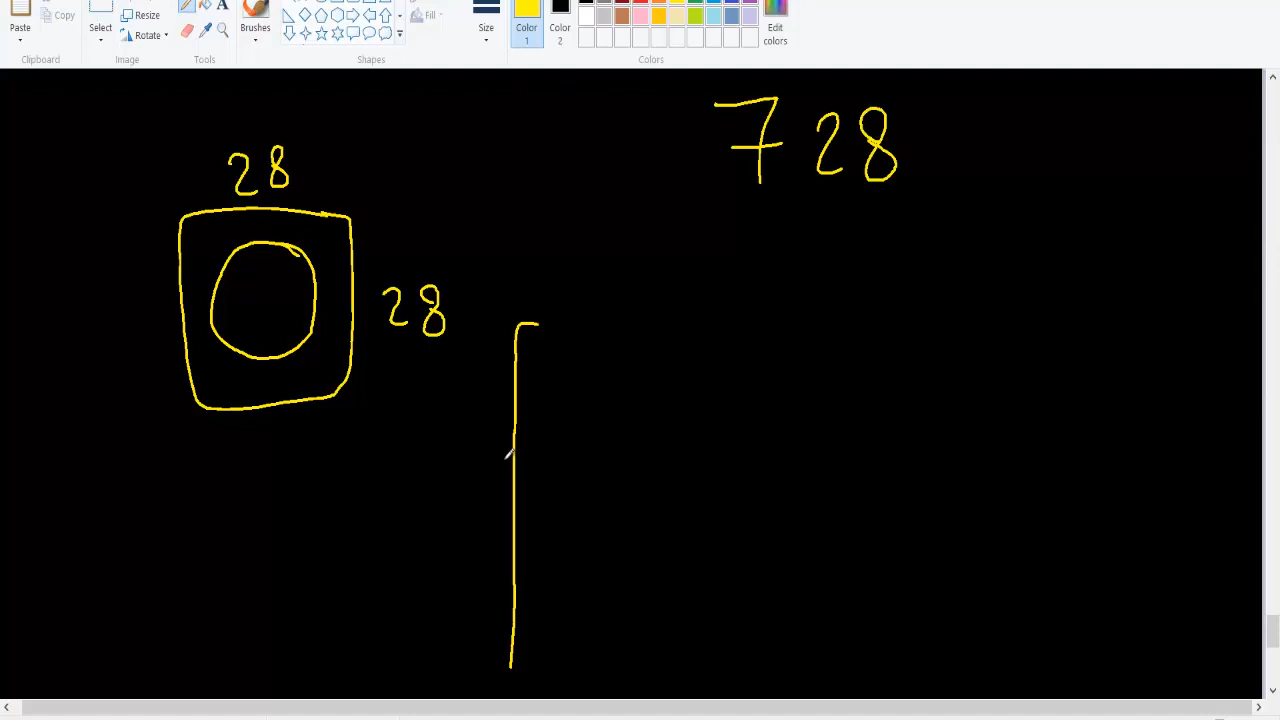 Paste
Copy
Clipboard
Select
Resize
Rotate
Image
A
Tools
Brushes
Fill
Shapes
Size
Color 1
Color 2
Edit colors
Colors
728
28
28